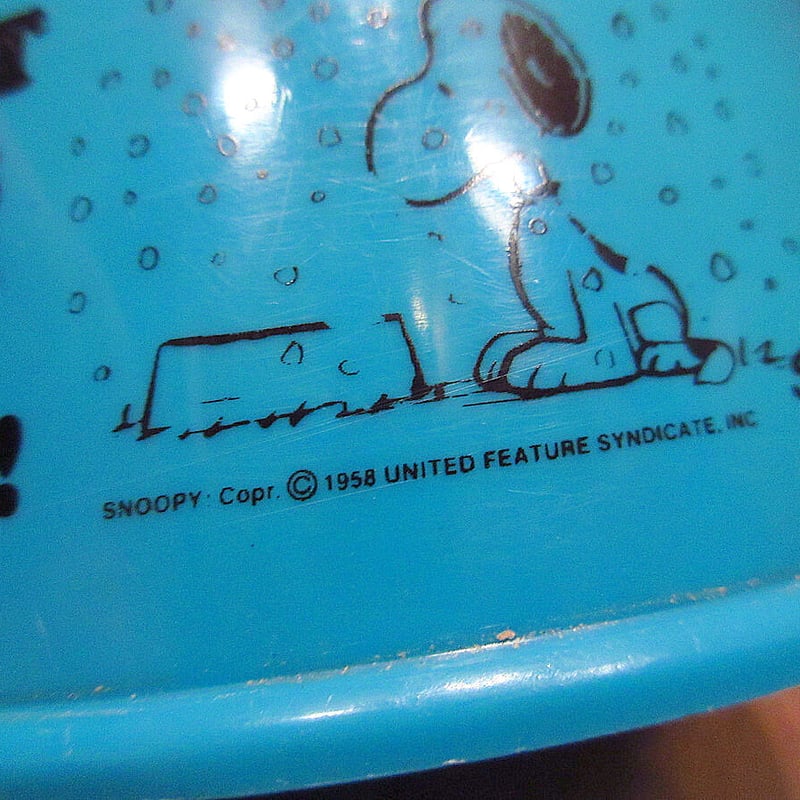 SNOOPY: Copr. © 1958 UNITED FEATURE SYNDICATE, INC